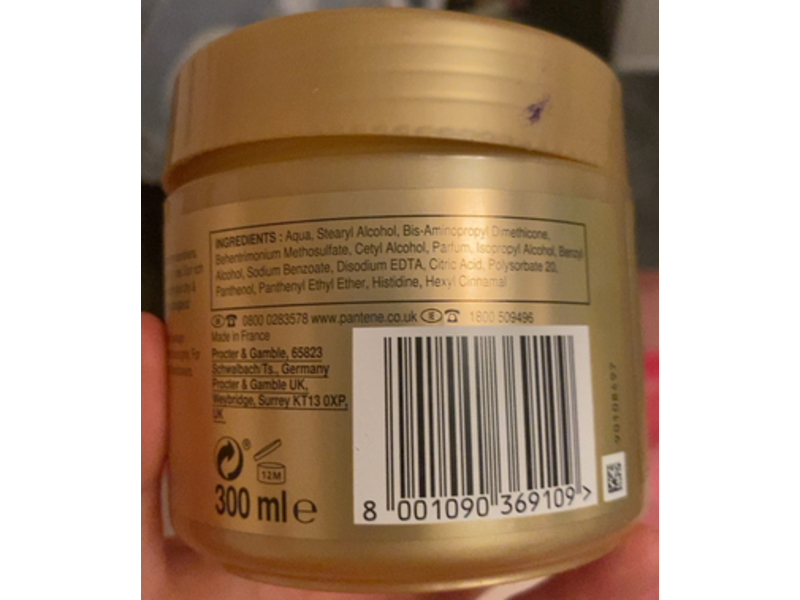 INGREDIENTS : Aqua, Stearyl Alcohol, Bis-Aminopropyl Dimethicone,
Behentrimonium Methosulfate, Cetyl Alcohol, Parfum, Isopropyl Alcohol, Benzyl
Alcohol, Sodium Benzoate, Disodium EDTA, Citric Acid, Polysorbate 20,
Panthenol, Panthenyl Ethyl Ether, Histidine, Hexyl Cinnamal
0800 0283578 www.pantene.co.uk 1800 509496
Made in France
Procter & Gamble, 65823
Schwalbach/Ts., Germany
Procter & Gamble UK,
Weybridge, Surrey KT13 0XP,
UK
12M
300 ml e
8 001090 369109 >
90108697